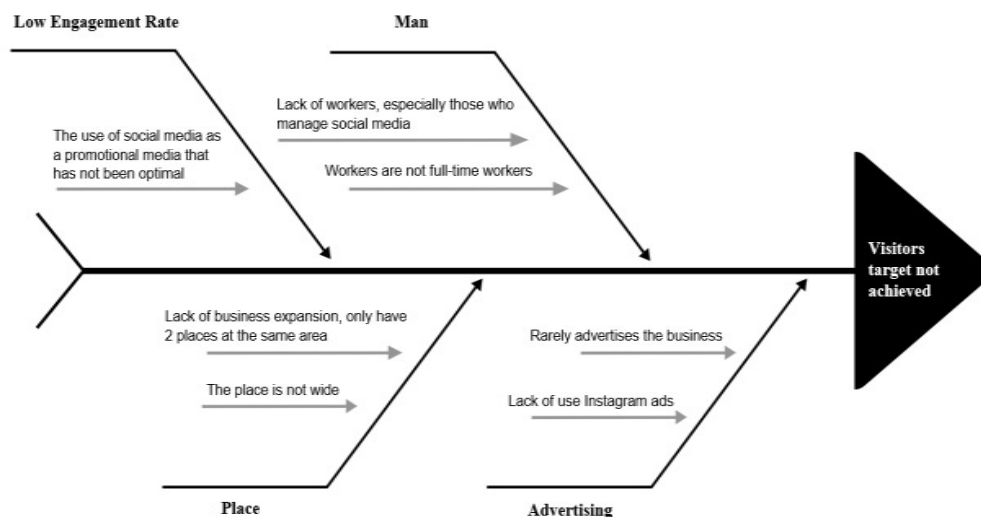 Low Engagement Rate
Man
The use of social media as
a promotional media that
has not been optimal
Lack of workers, especially those who
manage social media
Workers are not full-time workers
Visitors
target not
achieved
Lack of business expansion, only have
2 places at the same area
The place is not wide
Rarely advertises the business
Lack of use Instagram ads
Place
Advertising